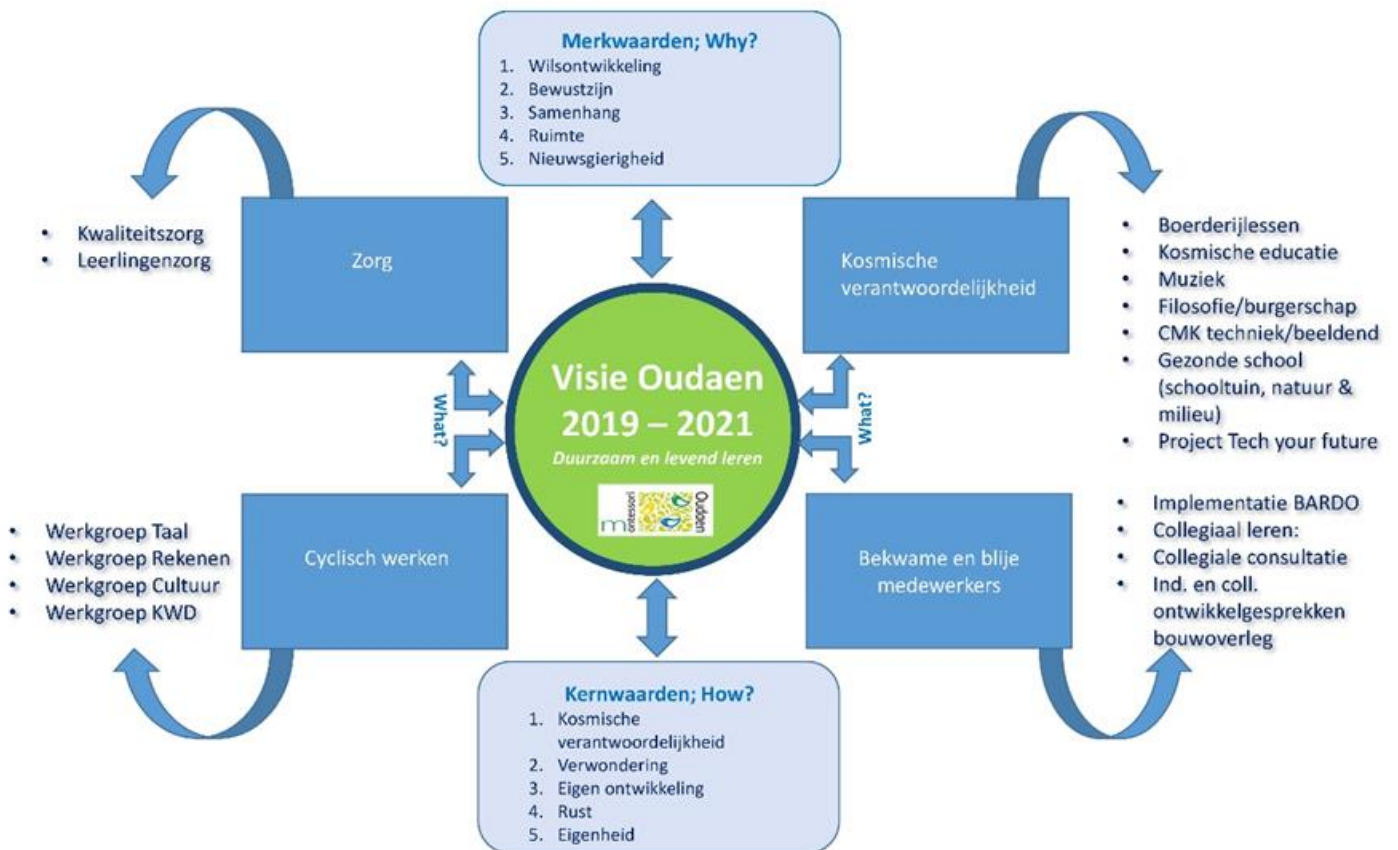 Merkwaarden; Why?
1. Wilsontwikkeling
2. Bewustzijn
3. Samenhang
4. Ruimte
5. Nieuwsgierigheid
• Kwaliteitszorg
• Leerlingenzorg
Zorg
Kosmische
verantwoordelijkheid
• Boerderijlessen
• Kosmische educatie
• Muziek
• Filosofie/burgerschap
• CMK techniek/beeldend
• Gezonde school
(schooltuin, natuur &
milieu)
• Project Tech your future
What?
Visie Oudaen
2019 – 2021
Duurzaam en levend leren
montessori
Oudaen
What?
• Werkgroep Taal
• Werkgroep Rekenen
• Werkgroep Cultuur
• Werkgroep KWD
Cyclisch werken
Bekwame en blije
medewerkers
• Implementatie BARDO
• Collegiaal leren:
• Collegiale consultatie
• Ind. en coll.
ontwikkelgesprekken
bouwoverleg
Kernwaarden; How?
1. Kosmische
verantwoordelijkheid
2. Verwondering
3. Eigen ontwikkeling
4. Rust
5. Eigenheid